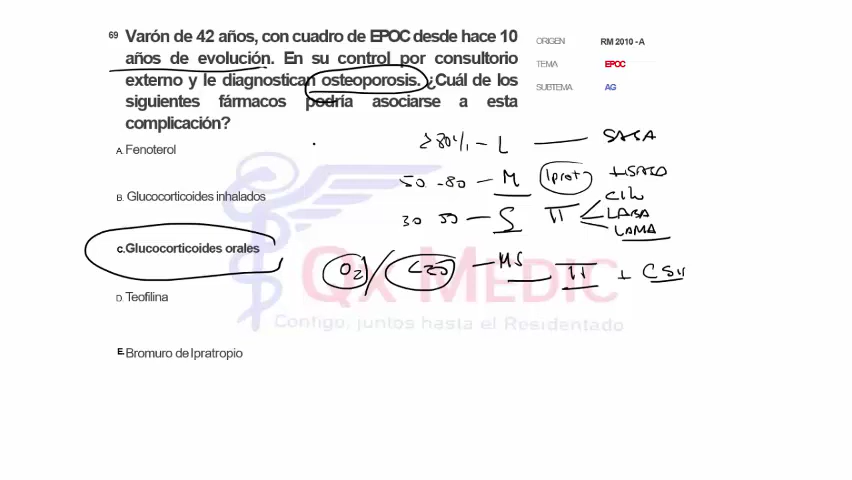 69 Varón de 42 años, con cuadro de EPOC desde hace 10
años de evolución. En su control por consultorio
externo y le diagnostican osteoporosis. ¿Cuál de los
siguientes fármacos podría asociarse a esta
complicación?
ORIGEN RM 2010 - A
TEMA EPOC
SUBTEMA AG
A. Fenoterol
B. Glucocorticoides inhalados
C. Glucocorticoides orales
D. Teofilina
E. Bromuro de Ipratropio
≥80% - L
50 - 80 - M
30 50 - S
LABA
LAMA
O2 / <30 - MS
QX MEDIC
Contigo, juntos hasta el Residentado